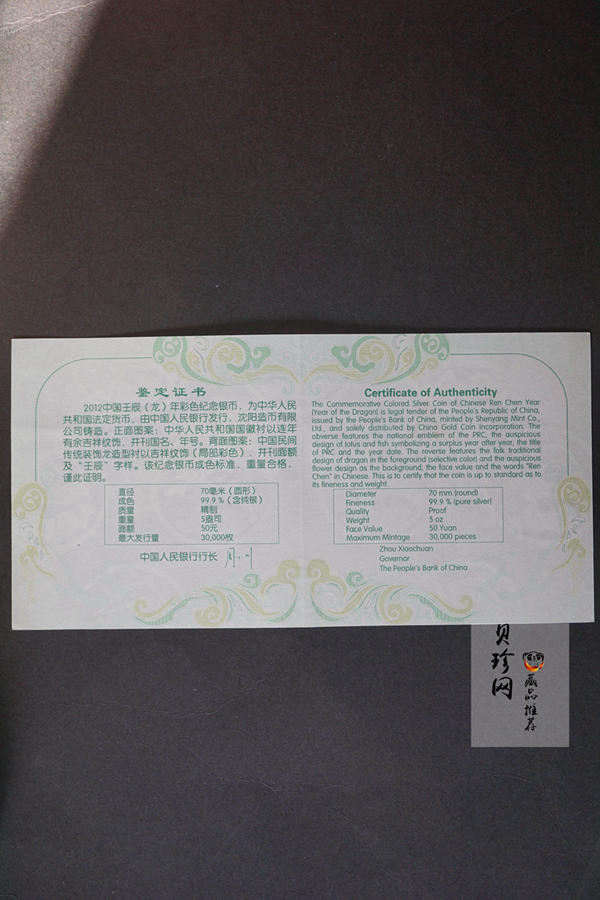 鉴定证书
2012中国壬辰（龙）年彩色纪念银币，为中华人民
共和国法定货币，由中国人民银行发行，沈阳造币有限
公司铸造。正面图案：中华人民共和国国徽衬以连年
有余吉祥纹饰，并刊国名、年号。背面图案：中国民间
传统装饰龙造型衬以吉祥纹饰（局部彩色），并刊面额
及“壬辰”字样。该纪念银币成色标准，重量合格，
谨此证明。
直径 70毫米（圆形）
成色 99.9 %（含纯银）
质量 精制
重量 5盎司
面额 50元
最大发行量 30,000枚
中国人民银行行长
Certificate of Authenticity
The Commemorative Colored Silver Coin of Chinese Ren Chen Year
(Year of the Dragon) is legal tender of the People's Republic of China,
issued by the People's Bank of China, minted by Shenyang Mint Co.,
Ltd., and solely distributed by China Gold Coin Incorporation. The
obverse features the national emblem of the PRC, the auspicious
design of lotus and fish symbolizing a surplus year after year, the title
of PRC and the year date. The reverse features the folk traditional
design of dragon in the foreground (selective color) and the auspicious
flower design as the background, the face value and the words "Ren
Chen" in Chinese. This is to certify that the coin is up to standard as to
its fineness and weight.
Diameter 70 mm (round)
Fineness 99.9 % (pure silver)
Quality Proof
Weight 5 oz
Face Value 50 Yuan
Maximum Mintage 30,000 pieces
Zhou Xiaochuan
Governor
The People's Bank of China
贝珍网
藏品推荐